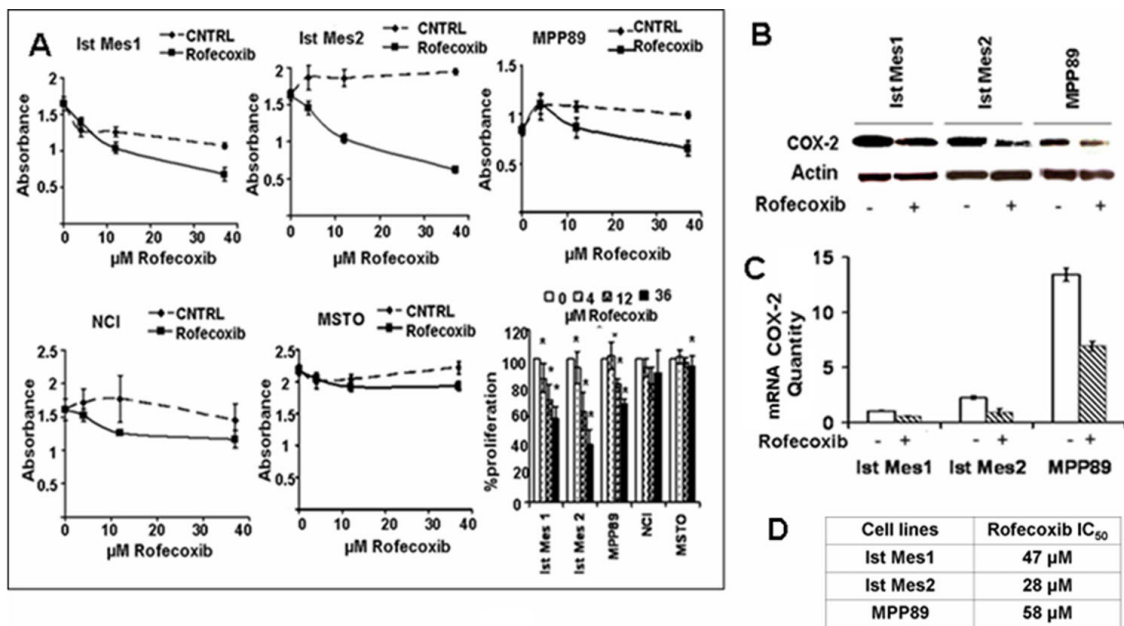 A
Ist Mes1
CNTRL
Rofecoxib
Absorbance
2
1.5
1
0.5
0 10 20 30 40
µM Rofecoxib
Ist Mes2
CNTRL
Rofecoxib
Absorbance
2
1.5
1
0.5
0 10 20 30 40
µM Rofecoxib
MPP89
CNTRL
Rofecoxib
Absorbance
1.5
1
0.5
0 10 20 30 40
µM Rofecoxib
NCI
CNTRL
Rofecoxib
Absorbance
2.5
2
1.5
1
0.5
0 10 20 30 40
µM Rofecoxib
MSTO
CNTRL
Rofecoxib
Absorbance
2.5
2
1.5
1
0.5
0 10 20 30 40
µM Rofecoxib
0 4 12 36
µM Rofecoxib
%proliferation
120
100
80
60
40
20
0
* * * * * * * * * *
Ist Mes 1
Ist Mes 2
MPP89
NCI
MSTO
B
Ist Mes1
Ist Mes2
MPP89
COX-2
Actin
Rofecoxib - + - + - +
C
mRNA COX-2
Quantity
15
10
5
0
Rofecoxib - + - + - +
Ist Mes1 Ist Mes2 MPP89
D
Cell lines Rofecoxib IC50
Ist Mes1 47 µM
Ist Mes2 28 µM
MPP89 58 µM